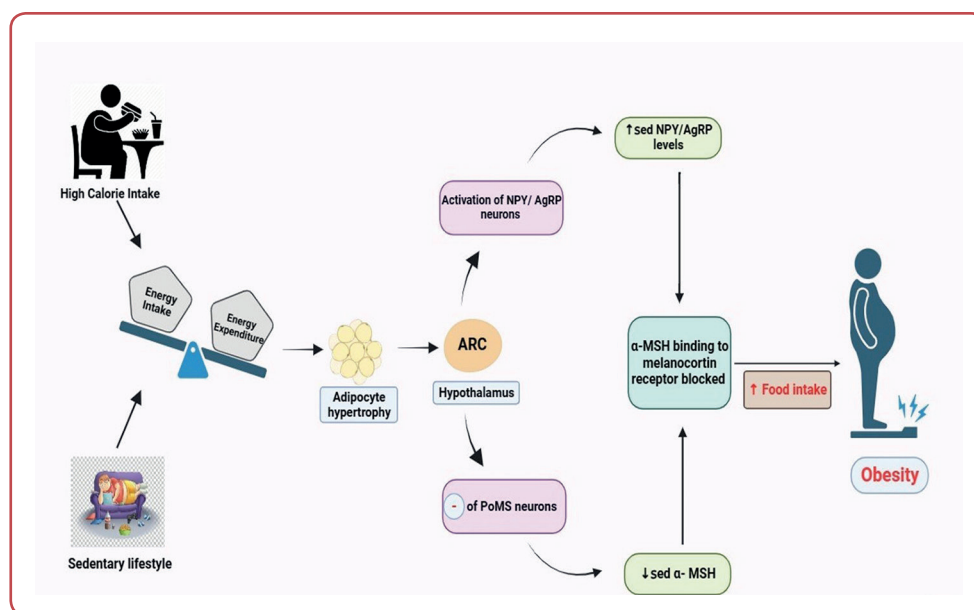 High Calorie Intake
Energy
Intake
Energy
Expenditure
Sedentary lifestyle
Adipocyte
hypertrophy
ARC
Hypothalamus
Activation of NPY/ AgRP
neurons
↑sed NPY/AgRP
levels
- of PoMS neurons
↓sed α- MSH
α-MSH binding to
melanocortin
receptor blocked
↑ Food intake
Obesity